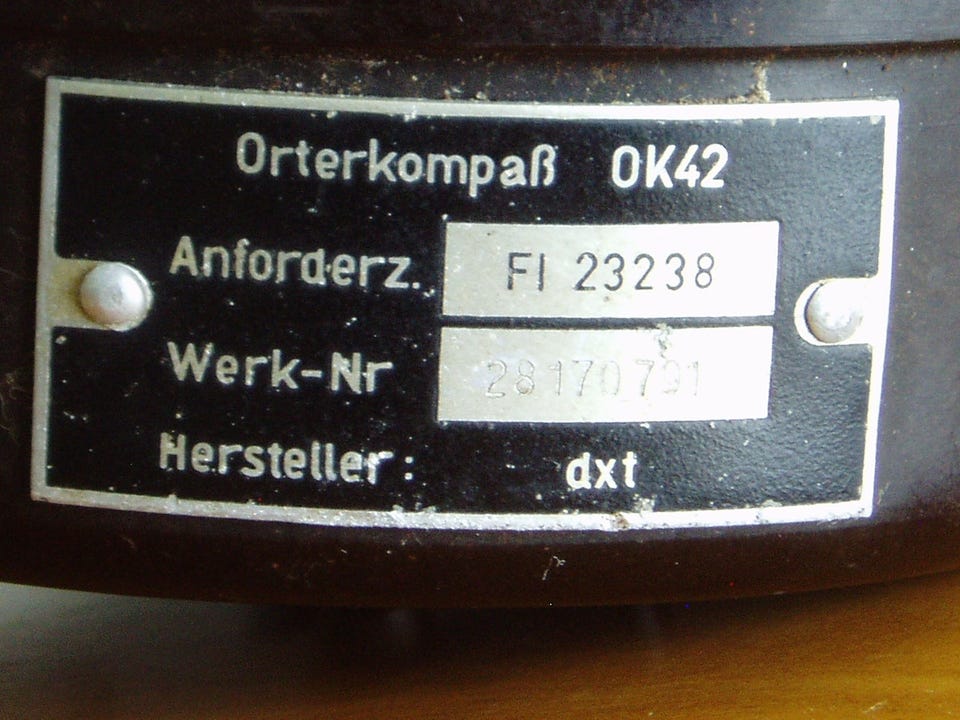 Orterkompaß OK42
Anforderz. Fl 23238
Werk-Nr 28170791
Hersteller: dxt